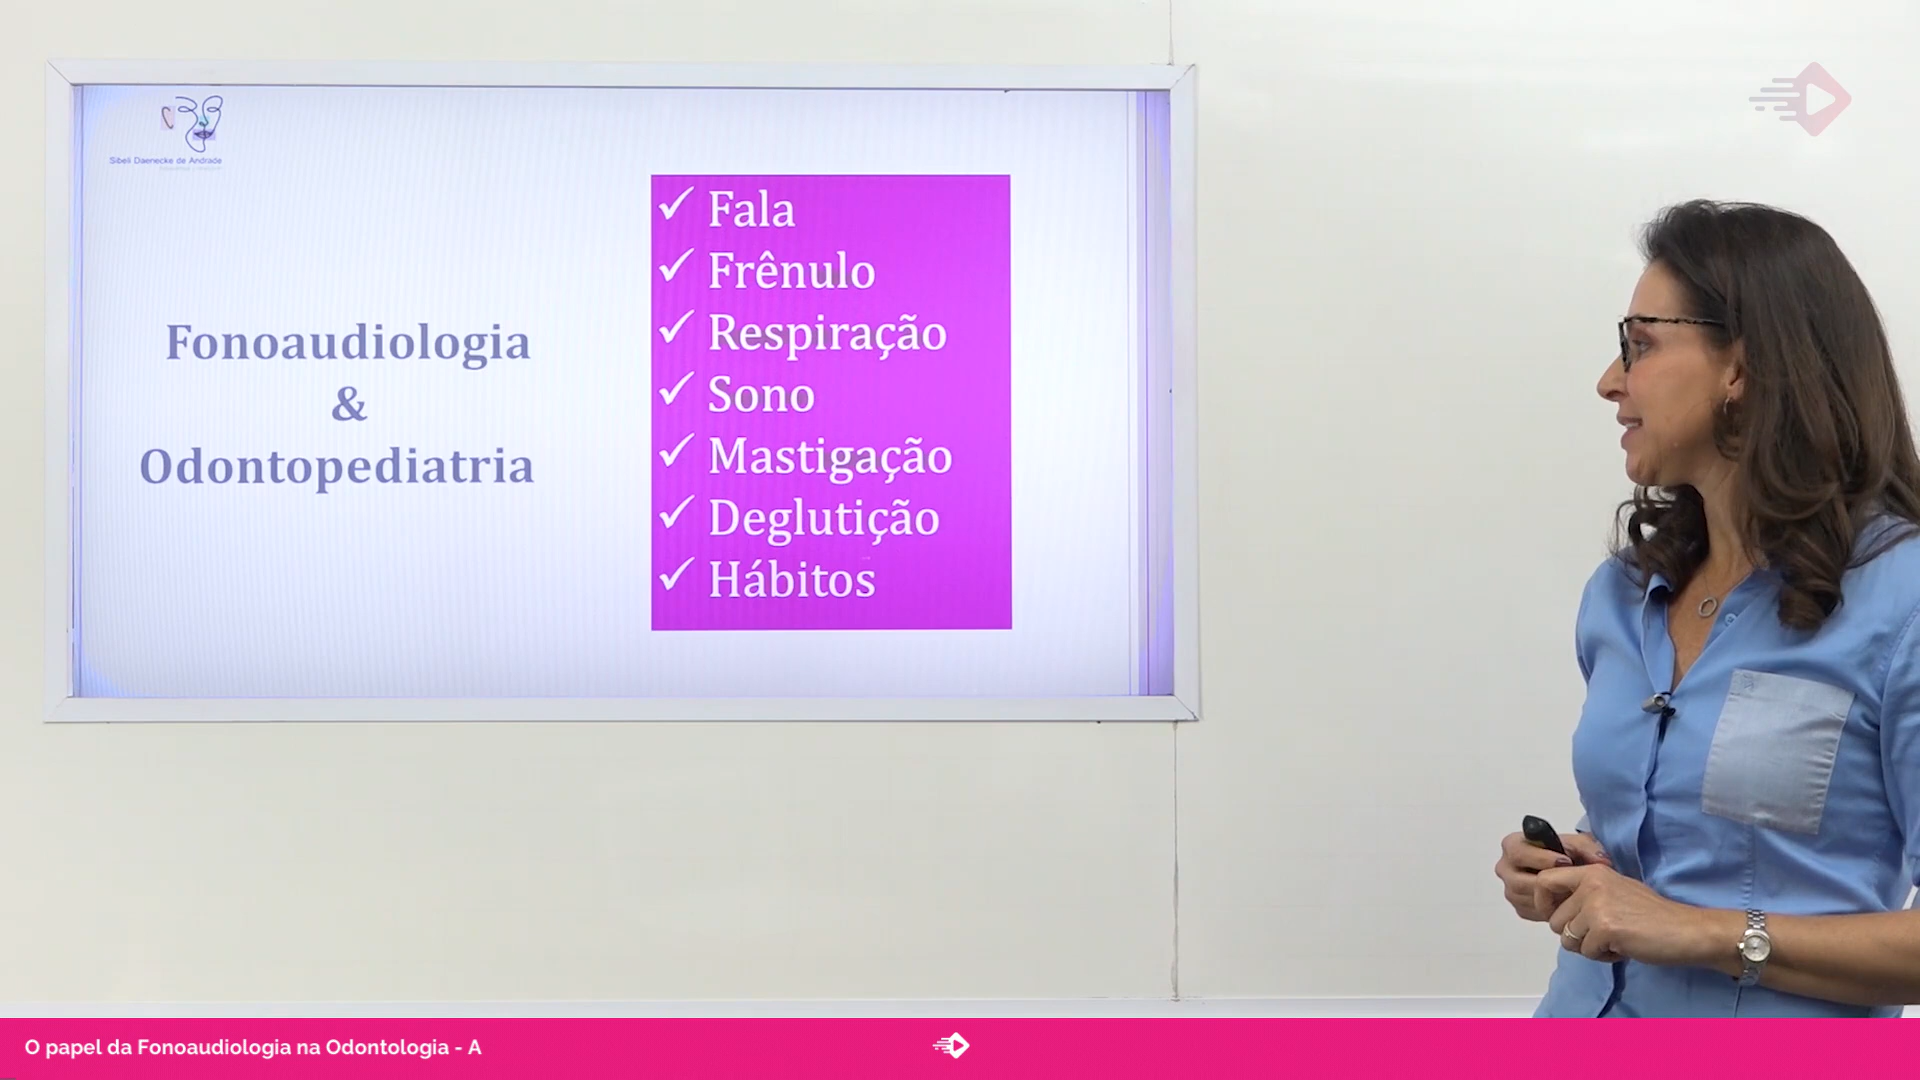 Sibeli Daenecke de Andrade
Fonoaudiologia
&
Odontopediatria
✓ Fala
✓ Frênulo
✓ Respiração
✓ Sono
✓ Mastigação
✓ Deglutição
✓ Hábitos
O papel da Fonoaudiologia na Odontologia - A